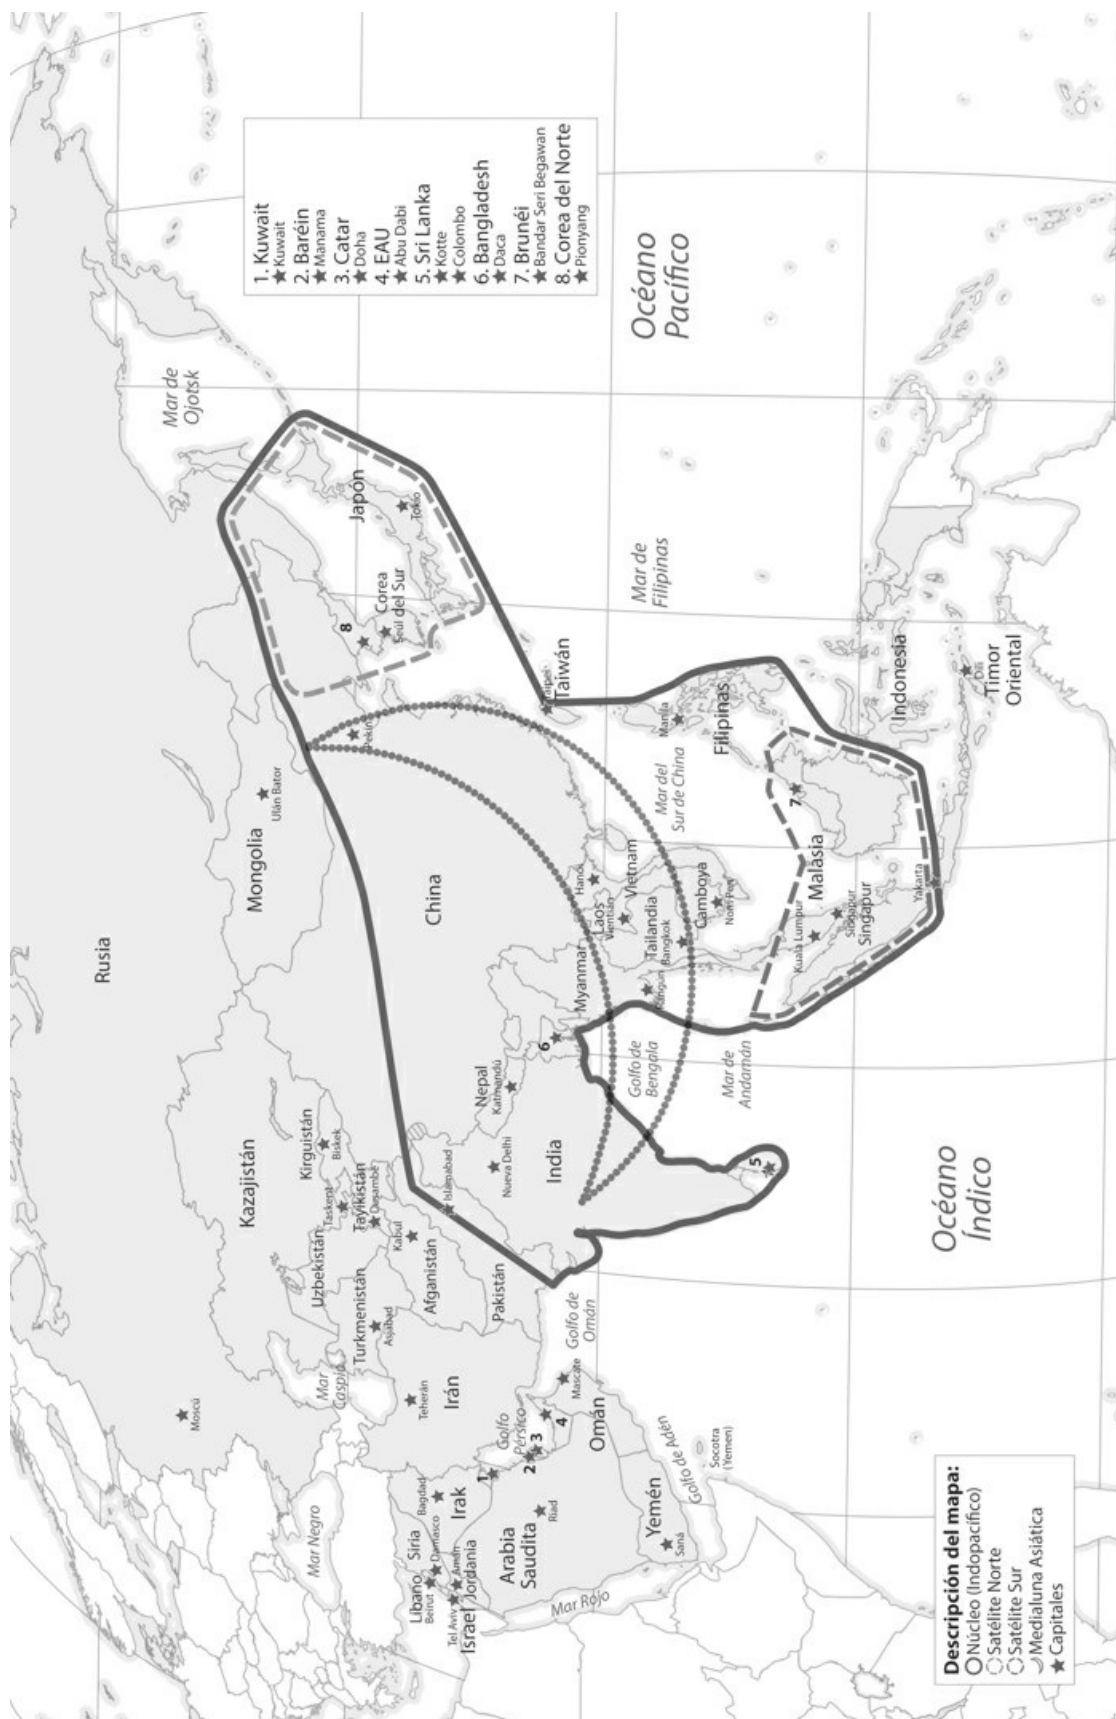 1. Kuwait
★Kuwait
2. Baréin
★Manama
3. Catar
★Doha
4. EAU
★Abu Dabi
5. Sri Lanka
★Kotte
★Colombo
6. Bangladesh
★Daca
7. Brunéi
★Bandar Seri Begawan
8. Corea del Norte
★Pionyang
Rusia
Moscú
Mar de
Ojotsk
Mar Negro
Mar
Caspio
Kazajistán
Mongolia
Ulán Bator
Uzbekistán
Taskent
Kirguistán
Biskek
Turkmenistán
Asjabad
Tayikistán
Dusambé
Líbano
Beirut
Siria
Damasco
Israel
Tel Aviv
Jordania
Amán
Irak
Bagdad
Irán
Teherán
Afganistán
Kabul
Pakistán
Islamabad
China
Pekín
8
Corea
del Sur
Seúl
Japón
Tokio
Arabia
Saudita
Riad
1
2
3
4
Golfo
Pérsico
Golfo de
Omán
Omán
Mascate
Yemén
Saná
Mar Rojo
Golfo de Adén
Socotra
(Yemen)
India
Nueva Delhi
Nepal
Katmandú
6
Myanmar
Rangún
Laos
Vientián
Hanói
Vietnam
Tailandia
Bangkok
Camboya
Nom Pen
Taipei
Taiwán
Golfo de
Bengala
Mar de
Andamán
5
Mar del
Sur de China
Manila
Filipinas
Mar de
Filipinas
Océano
Pacífico
Océano
Índico
7
Malasia
Kuala Lumpur
Singapur
Singapur
Yakarta
Indonesia
Dili
Timor
Oriental
Descripción del mapa:
Núcleo (Indopacífico)
Satélite Norte
Satélite Sur
Medialuna Asiática
★Capitales